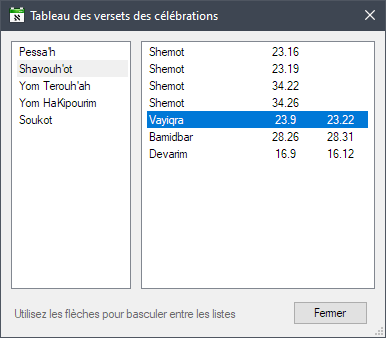 Tableau des versets des célébrations
Pessa'h
Shavouh'ot
Yom Terouh'ah
Yom HaKipourim
Soukot
Shemot 23.16
Shemot 23.19
Shemot 34.22
Shemot 34.26
Vayiqra 23.9 23.22
Bamidbar 28.26 28.31
Devarim 16.9 16.12
Utilisez les flèches pour basculer entre les listes
Fermer